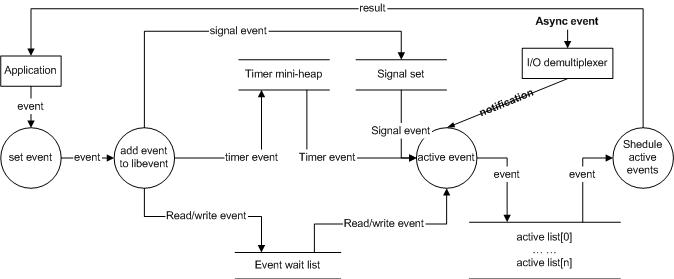 result
Async event
signal event
Application
Timer mini-heap
Signal set
I/O demultiplexer
event
notification
Signal event
set event
event
add event
to libevent
timer event
Timer event
active event
Shedule
active
events
event
event
Read/write event
Read/write event
active list[0]
... ...
active list[n]
Event wait list